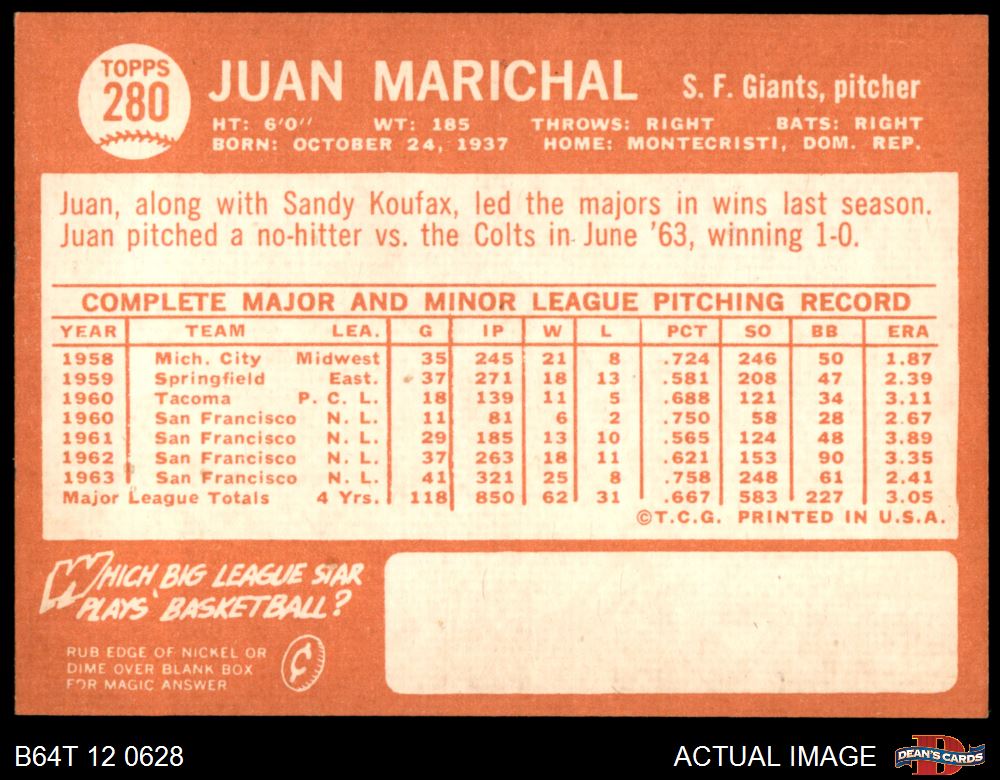 TOPPS
280
JUAN MARICHAL S. F. Giants, pitcher
HT: 6'0" WT: 185 THROWS: RIGHT BATS: RIGHT
BORN: OCTOBER 24, 1937 HOME: MONTECRISTI, DOM. REP.
Juan, along with Sandy Koufax, led the majors in wins last season.
Juan pitched a no-hitter vs. the Colts in June '63, winning 1-0.
COMPLETE MAJOR AND MINOR LEAGUE PITCHING RECORD
YEAR TEAM LEA. G IP W L PCT SO BB ERA
1958 Mich. City Midwest 35 245 21 8 .724 246 50 1.87
1959 Springfield East. 37 271 18 13 .581 208 47 2.39
1960 Tacoma P. C. L. 18 139 11 5 .688 121 34 3.11
1960 San Francisco N. L. 11 81 6 2 .750 58 28 2.67
1961 San Francisco N. L. 29 185 13 10 .565 124 48 3.89
1962 San Francisco N. L. 37 263 18 11 .621 153 90 3.35
1963 San Francisco N. L. 41 321 25 8 .758 248 61 2.41
Major League Totals 4 Yrs. 118 850 62 31 .667 583 227 3.05
©T.C.G. PRINTED IN U.S.A.
WHICH BIG LEAGUE STAR
PLAYS BASKETBALL?
RUB EDGE OF NICKEL OR
DIME OVER BLANK BOX
FOR MAGIC ANSWER
¢
B64T 12 0628 ACTUAL IMAGE DEAN'S CARDS